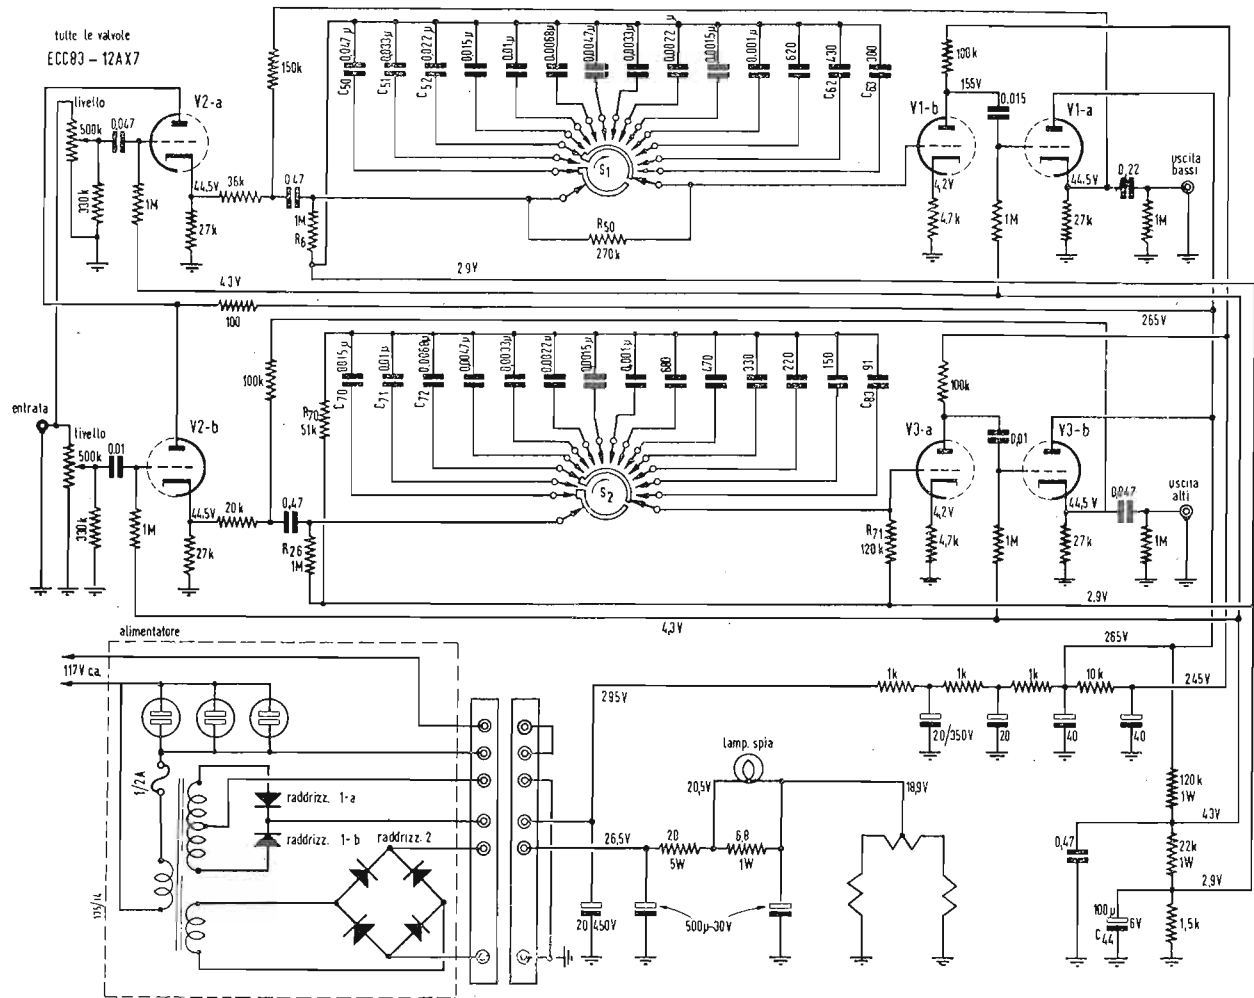 tutte le valvole
ECC83 – 12AX7
livello
500k
330k
0,047
1M
V2-a
44,5V
36k
27k
150k
0,47
1M
R6
C50
0,047µ
C51
0,033µ
C52
0,022µ
0,015µ
0,01µ
0,0068µ
0,0047µ
0,0033µ
0,0022
µ
0,0015µ
0,001µ
620
C62
430
C63
300
S1
R50
270k
V1-b
100k
155V
0,015
4,2V
4,7k
1M
V1-a
44,5V
27k
0,22
1M
uscita
bassi
2,9V
43V
100
265V
entrata
livello
500k
330k
0,01
1M
V2-b
44,5V
20k
27k
100k
0,47
R26
1M
R70
51k
C70
0,0015µ
C71
0,01µ
C72
0,0068µ
0,0047µ
0,0033µ
0,0022µ
0,0015µ
0,001µ
680
470
330
220
150
C83
91
S2
R71
120k
V3-a
100k
0,01
4,2V
4,7k
1M
V3-b
44,5V
27k
0,047
1M
uscita
alti
2,9V
4,3V
alimentatore
117V c.a.
1/2A
raddrizz. 1-a
raddrizz. 1-b
raddrizz. 2
175/14
295V
1k
1k
1k
10k
265V
245V
20/350V
20
40
40
lamp. spia
20,5V
18,9V
26,5V
20
5W
6,8
1W
20
450V
500µ-30V
120k
1W
43V
0,47
22k
1W
2,9V
100µ
6V
C44
1,5k